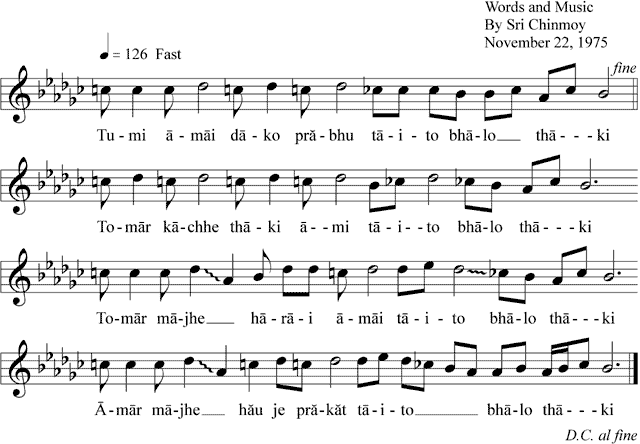 Words and Music
By Sri Chinmoy
November 22, 1975
= 126 Fast
fine
Tu-mi ā-māi dā-ko prā-bhu tā-i-to bhā-lo thā---ki
To-mār kā-chhe thā-ki ā--mi tā-i--to bhā-lo thā---ki
To-mār mā-jhe hā-rā-i ā-māi tā-i-to bhā-lo thā---ki
Ā-mār mā-jhe hău je prā-kăt tā-i-to bhā-lo thā---ki
D.C. al fine